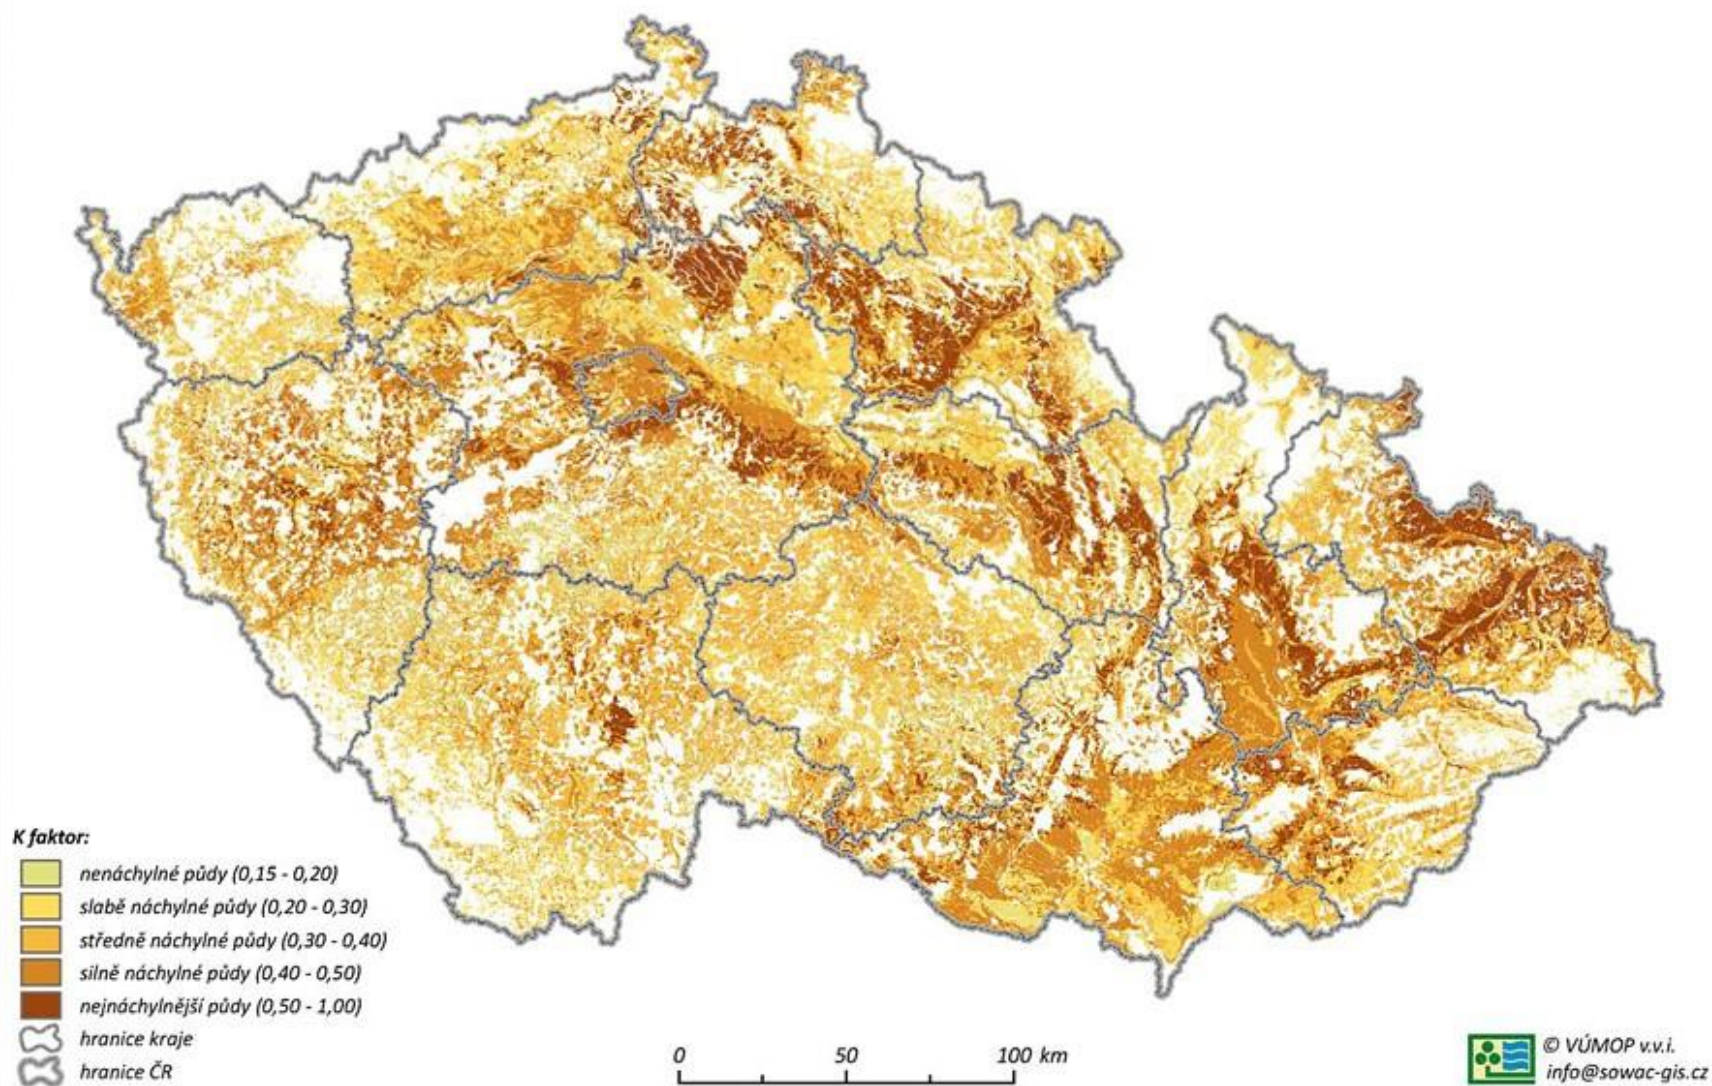 K faktor:
nenáchylné půdy (0,15 - 0,20)
slabě náchylné půdy (0,20 - 0,30)
středně náchylné půdy (0,30 - 0,40)
silně náchylné půdy (0,40 - 0,50)
nejnáchylnější půdy (0,50 - 1,00)
hranice kraje
hranice ČR
0 50 100 km
© VÚMOP v.v.i.
info@sowac-gis.cz